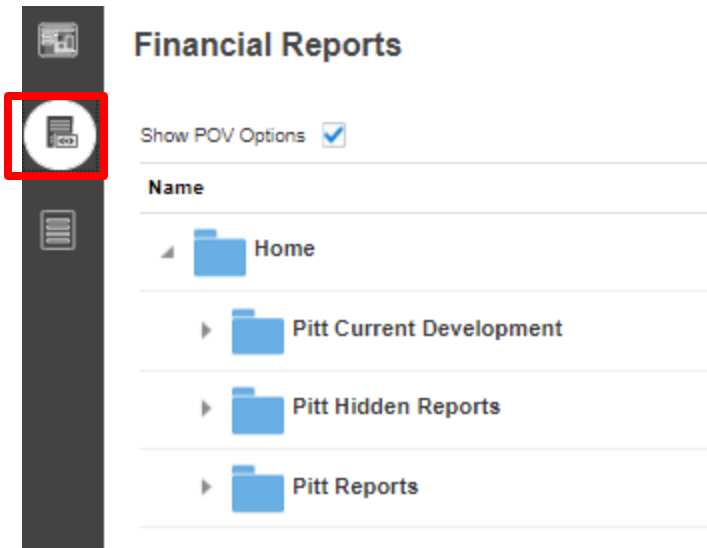 Financial Reports
Show POV Options
Name
Home
Pitt Current Development
Pitt Hidden Reports
Pitt Reports